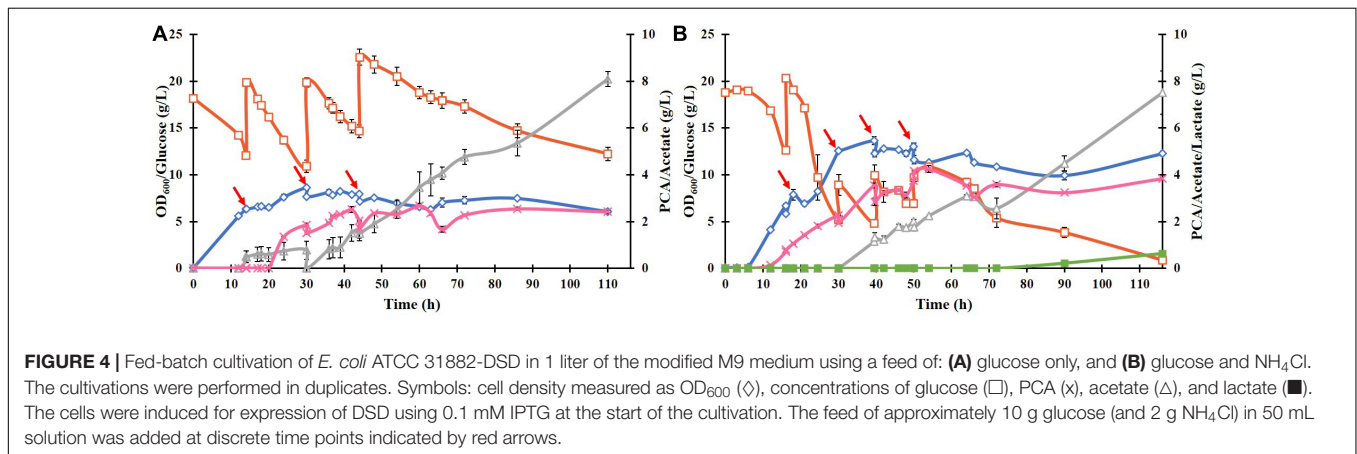 A
B
25
20
15
10
5
0
OD600/Glucose (g/L)
10
8
6
4
2
0
PCA/Acetate (g/L)
0 10 20 30 40 50 60 70 80 90 100 110
Time (h)
25
20
15
10
5
0
OD600/Glucose (g/L)
10
8
6
4
2
0
PCA/Acetate/Lactate (g/L)
0 10 20 30 40 50 60 70 80 90 100 110
Time (h)
FIGURE 4 | Fed-batch cultivation of E. coli ATCC 31882-DSD in 1 liter of the modified M9 medium using a feed of: (A) glucose only, and (B) glucose and NH4Cl.
The cultivations were performed in duplicates. Symbols: cell density measured as OD600 (◊), concentrations of glucose (□), PCA (x), acetate (△), and lactate (■).
The cells were induced for expression of DSD using 0.1 mM IPTG at the start of the cultivation. The feed of approximately 10 g glucose (and 2 g NH4Cl) in 50 mL
solution was added at discrete time points indicated by red arrows.